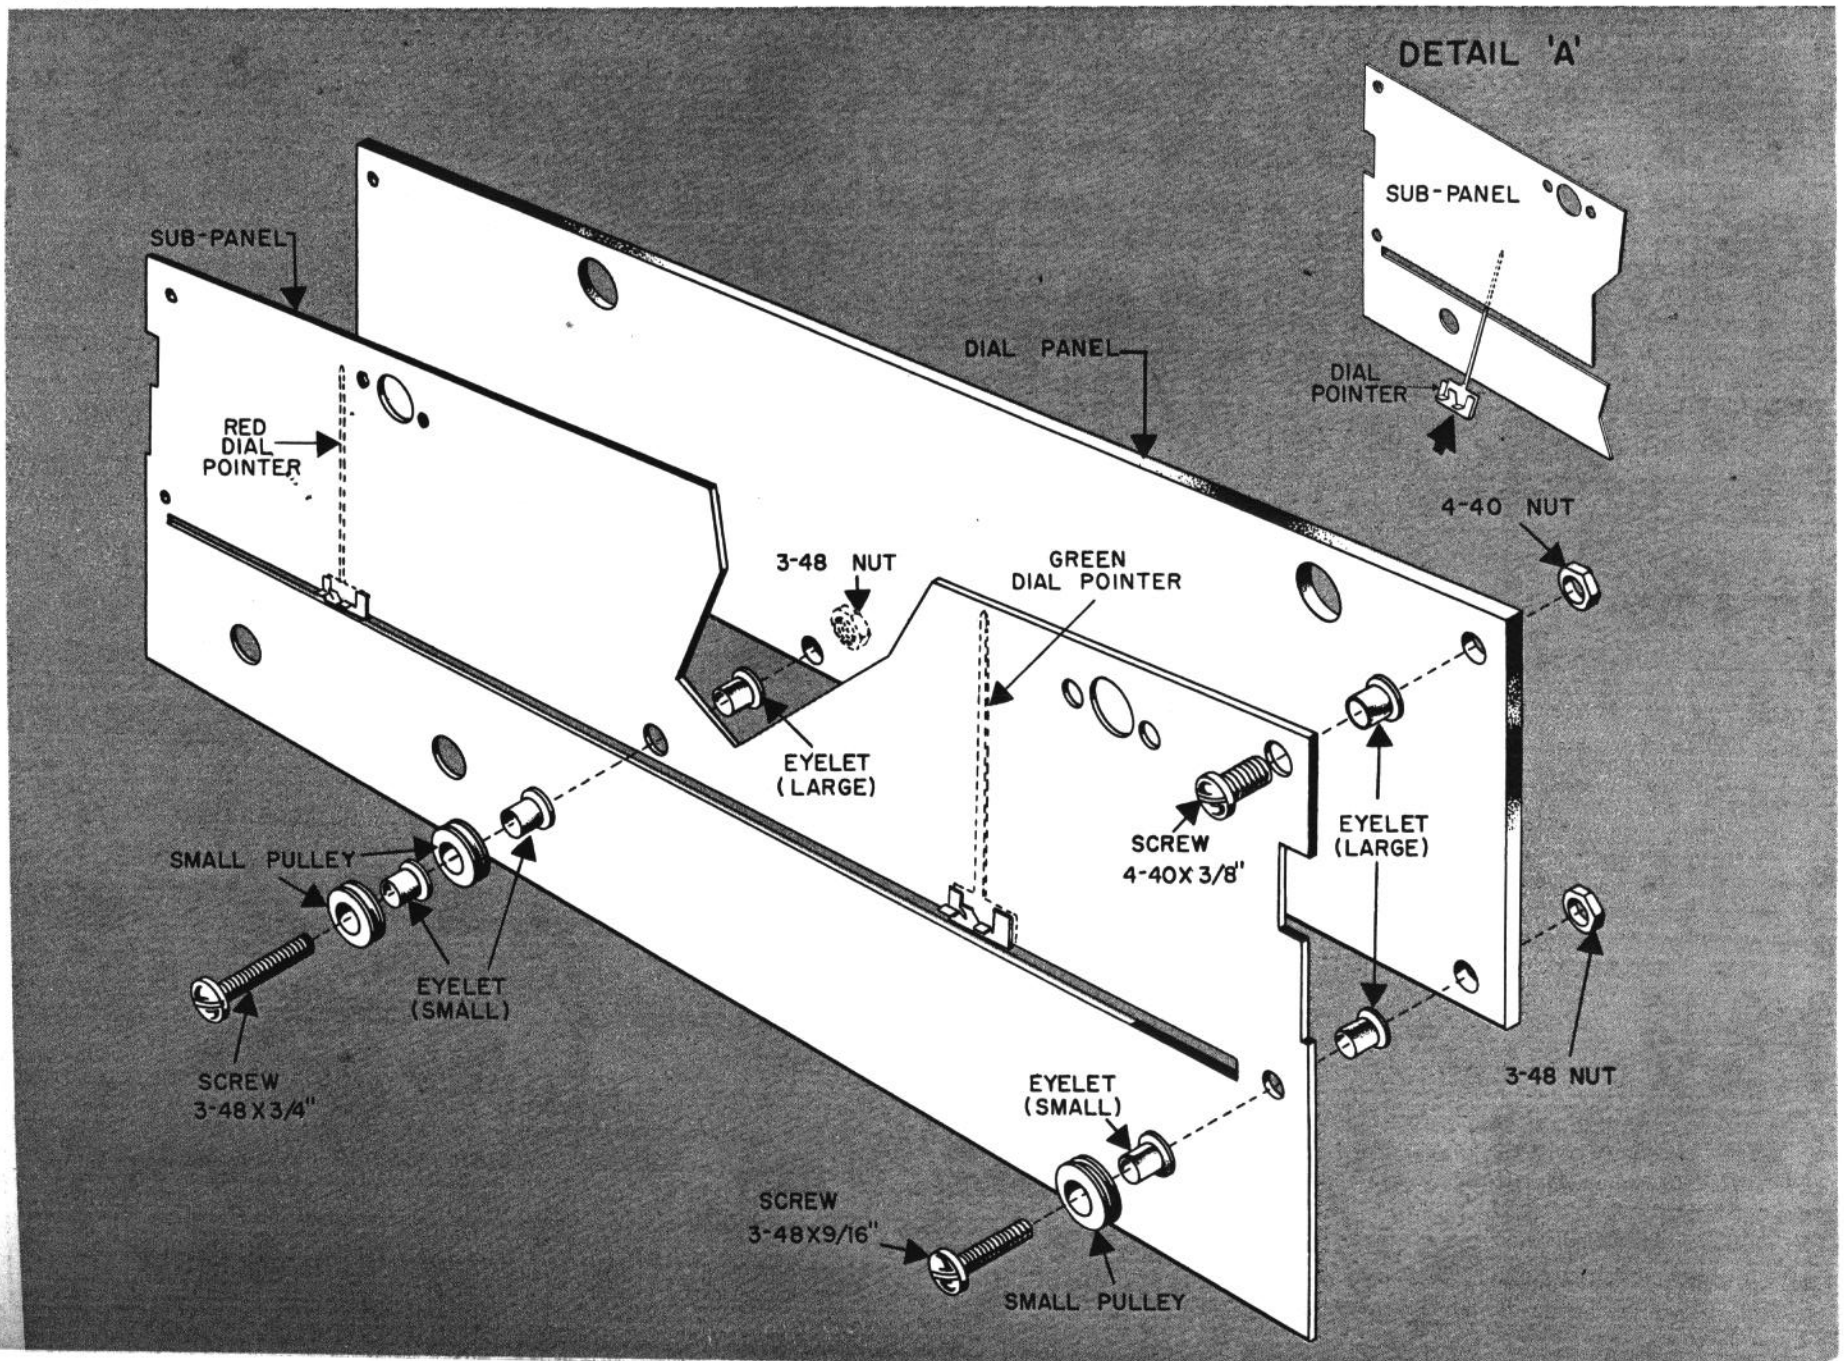 DETAIL 'A'
SUB-PANEL
SUB-PANEL
DIAL PANEL
DIAL
POINTER
RED
DIAL
POINTER
4-40 NUT
3-48 NUT
GREEN
DIAL POINTER
EYELET
(LARGE)
SCREW
4-40X3/8"
EYELET
(LARGE)
SMALL PULLEY
EYELET
(SMALL)
SCREW
3-48X3/4"
EYELET
(SMALL)
3-48 NUT
SCREW
3-48X9/16"
SMALL PULLEY